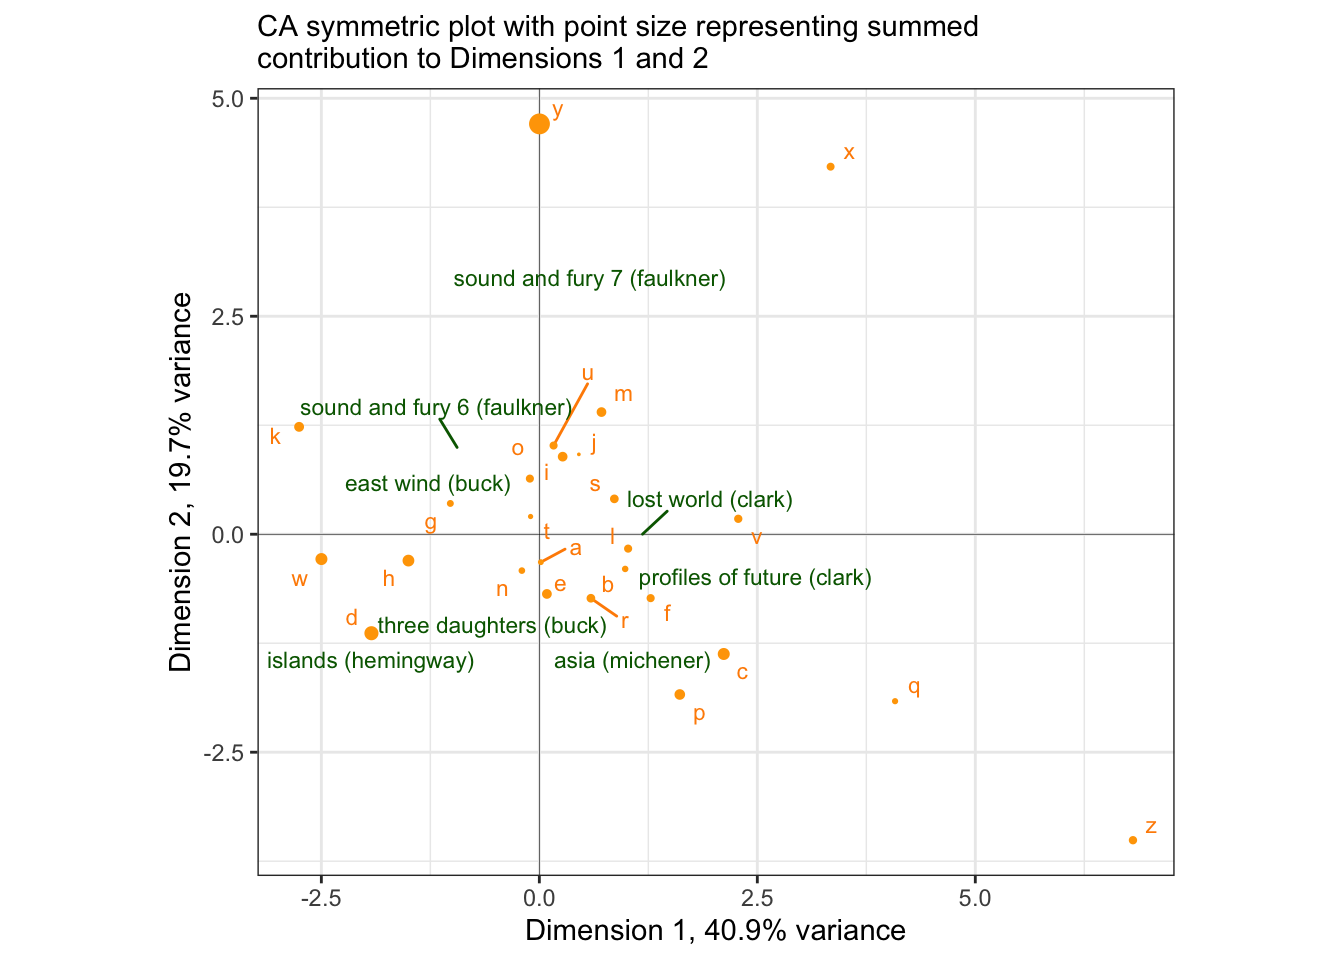 CA symmetric plot with point size representing summed
contribution to Dimensions 1 and 2
5.0
2.5
0.0
-2.5
Dimension 2, 19.7% variance
y
x
sound and fury 7 (faulkner)
u
m
sound and fury 6 (faulkner)
k
o
j
i
east wind (buck)
s
lost world (clark)
g
t
l
v
a
w
h
n
e
b
profiles of future (clark)
d
three daughters (buck)
r
f
islands (hemingway)
asia (michener)
c
q
p
z
-2.5
0.0
2.5
5.0
Dimension 1, 40.9% variance